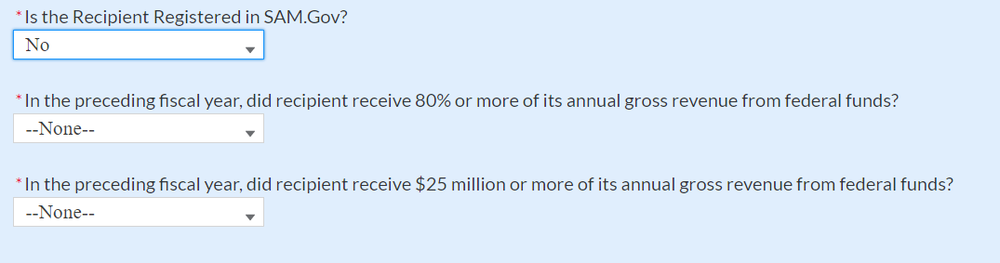 *Is the Recipient Registered in SAM.Gov?
No
*In the preceding fiscal year, did recipient receive 80% or more of its annual gross revenue from federal funds?
--None--
*In the preceding fiscal year, did recipient receive $25 million or more of its annual gross revenue from federal funds?
--None--